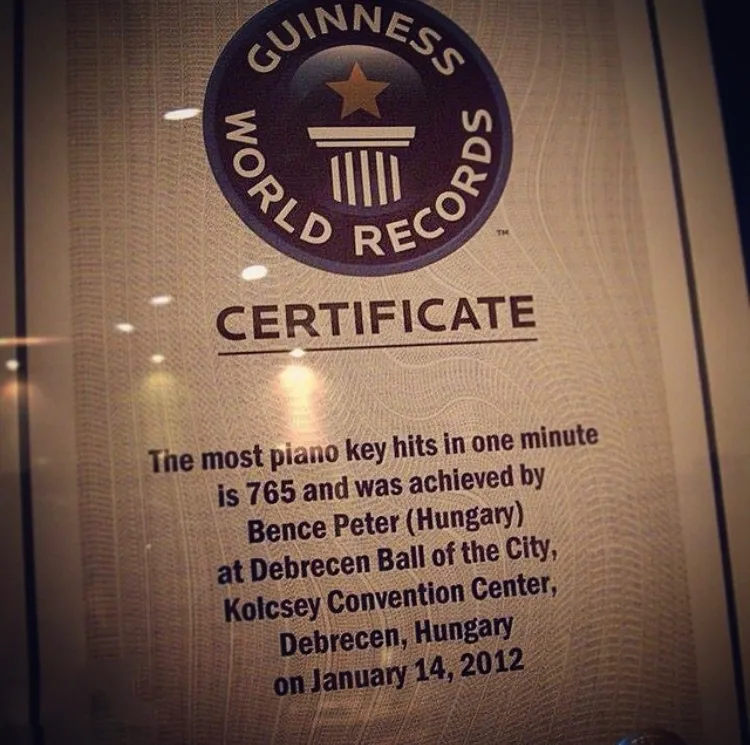 GUINNESS
WORLD RECORDS
™
CERTIFICATE
The most piano key hits in one minute
is 765 and was achieved by
Bence Peter (Hungary)
at Debrecen Ball of the City,
Kolcsey Convention Center,
Debrecen, Hungary
on January 14, 2012